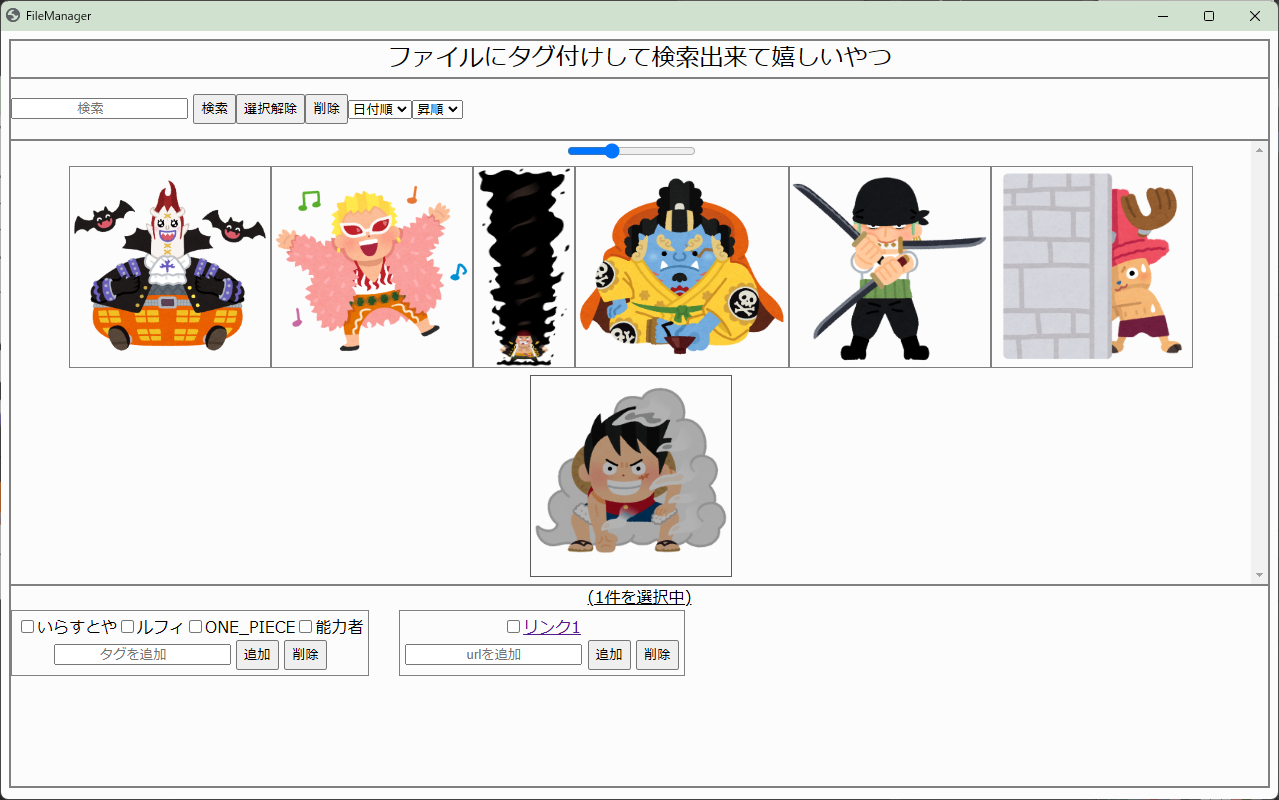 FileManager
ファイルにタグ付けして検索出来て嬉しいやつ
検索 検索 選択解除 削除 日付順 昇順
(1件を選択中)
いらすとや ルフィ ONE_PIECE 能力者
タグを追加 追加 削除
リンク1
urlを追加 追加 削除